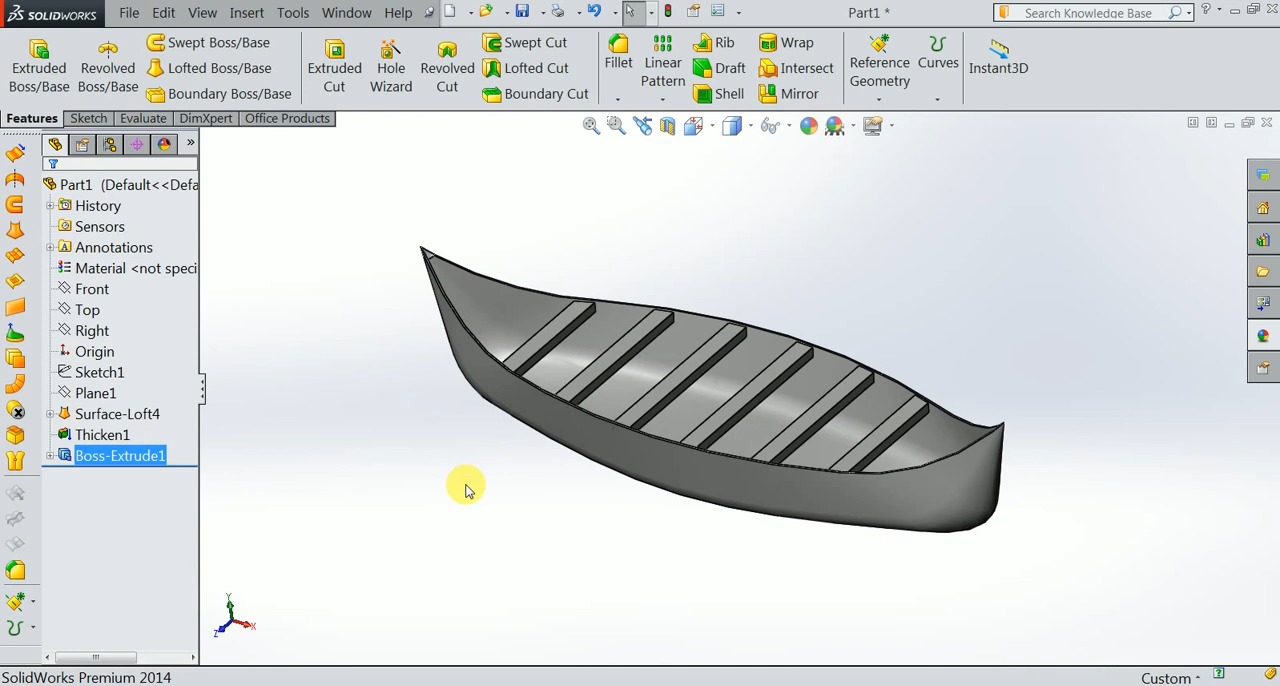 SOLIDWORKS File Edit View Insert Tools Window Help Part1 * Search Knowledge Base ?
Extruded Boss/Base
Revolved Boss/Base
Swept Boss/Base
Lofted Boss/Base
Boundary Boss/Base
Extruded Cut
Hole Wizard
Revolved Cut
Swept Cut
Lofted Cut
Boundary Cut
Fillet
Linear Pattern
Rib
Draft
Shell
Wrap
Intersect
Mirror
Reference Geometry
Curves
Instant3D
Features Sketch Evaluate DimXpert Office Products
»
Part1 (Default<<Defa
History
Sensors
A Annotations
Material <not speci
Front
Top
Right
Origin
Sketch1
Plane1
Surface-Loft4
Thicken1
Boss-Extrude1
Y
Z X
SolidWorks Premium 2014 Custom ?